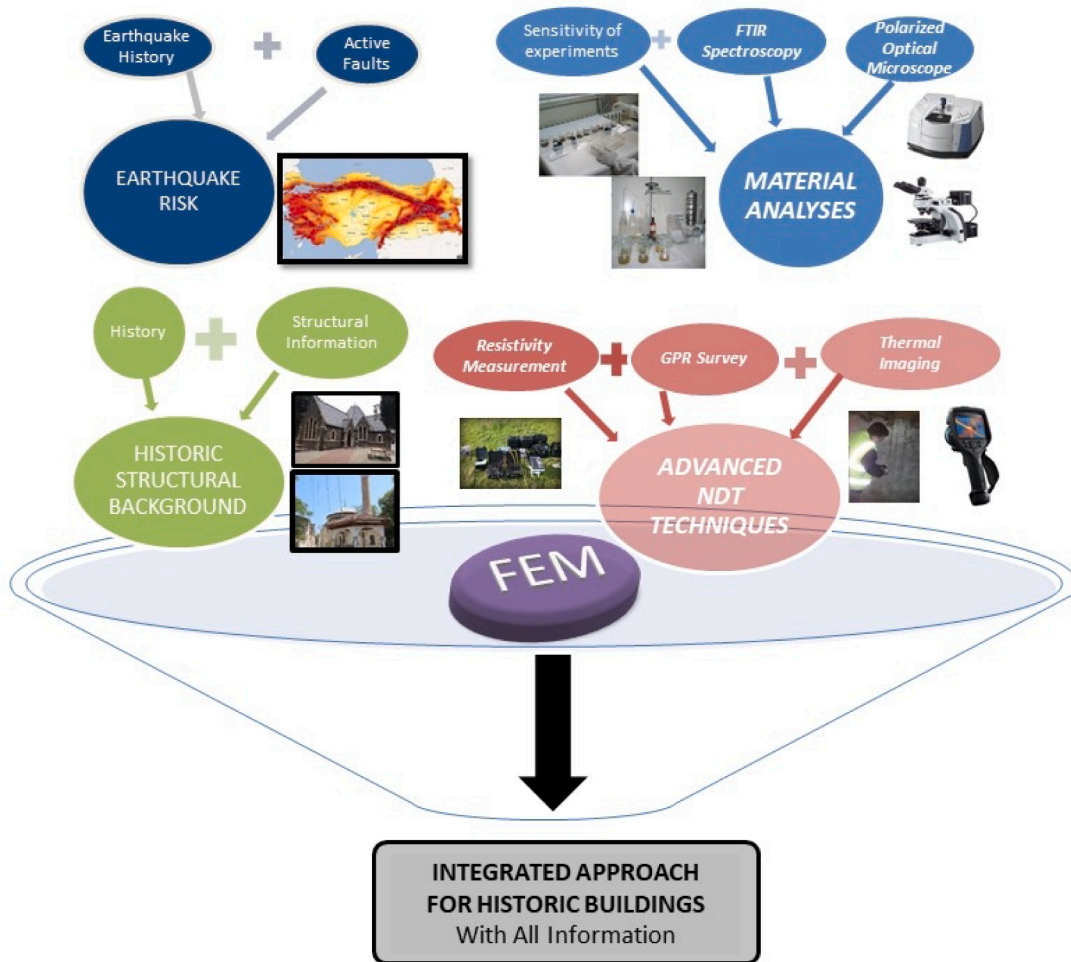 Earthquake
History
Active
Faults
EARTHQUAKE
RISK
Sensitivity of
experiments
FTIR
Spectroscopy
Polarized
Optical
Microscope
MATERIAL
ANALYSES
History
Structural
Information
HISTORIC
STRUCTURAL
BACKGROUND
Resistivity
Measurement
GPR Survey
Thermal
Imaging
ADVANCED
NDT
TECHNIQUES
FEM
INTEGRATED APPROACH
FOR HISTORIC BUILDINGS
With All Information